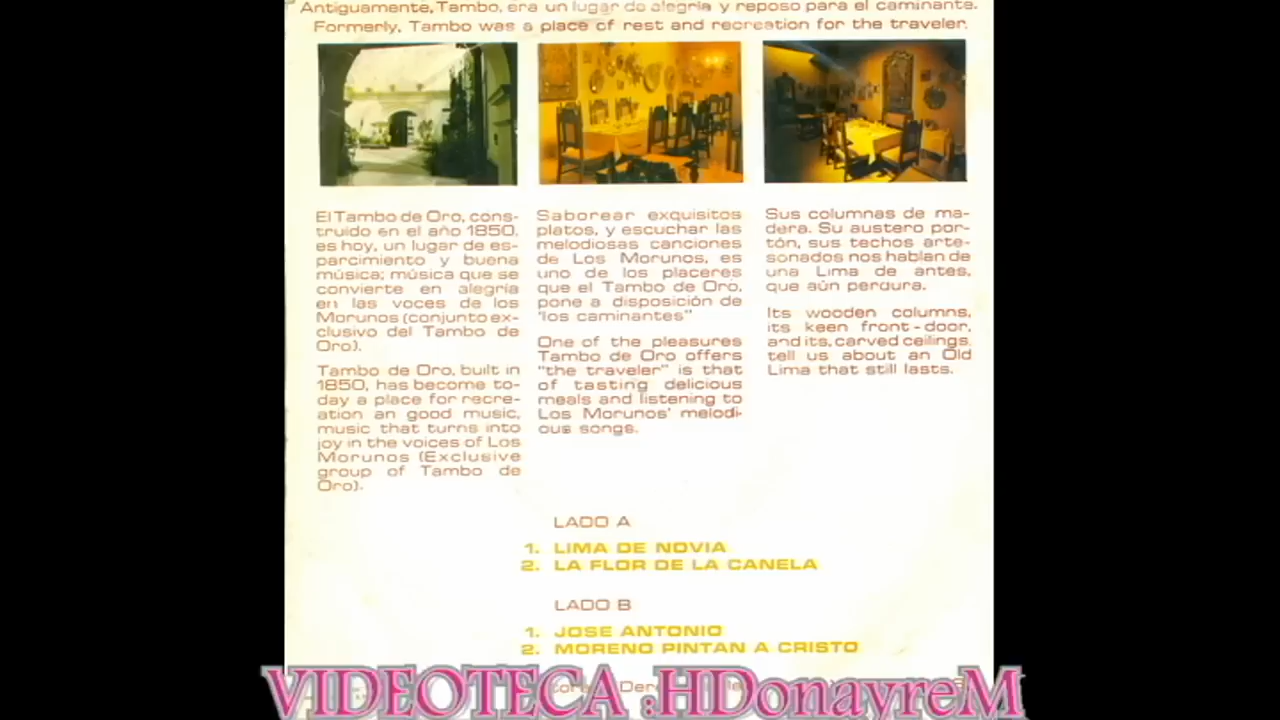 Antiguamente, Tambo, era un lugar de alegria y reposo para el caminante.
Formerly, Tambo was a place of rest and recreation for the traveler.
El Tambo de Oro, cons-
truido en el año 1850,
es hoy, un lugar de es-
parcimiento y buena
música; música que se
convierte en alegría
en las voces de los
Morunos (conjunto ex-
clusivo del Tambo de
Oro).
Tambo de Oro, built in
1850, has become to-
day a place for recre-
ation an good music,
music that turns into
joy in the voices of Los
Morunos (Exclusive
group of Tambo de
Oro).
Saborear exquisitos
platos, y escuchar las
melodiosas canciones
de Los Morunos, es
uno de los placeres
que el Tambo de Oro,
pone a disposición de
"los caminantes"
One of the pleasures
Tambo de Oro offers
"the traveler" is that
of tasting delicious
meals and listening to
Los Morunos' melodi-
ous songs.
Sus columnas de ma-
dera. Su austero por-
tón, sus techos arte-
sonados nos hablan de
una Lima de antes,
que aún perdura.
Its wooden columns,
its keen front-door,
and its, carved ceilings,
tell us about an Old
Lima that still lasts.
LADO A
1. LIMA DE NOVIA
2. LA FLOR DE LA CANELA
LADO B
1. JOSE ANTONIO
2. MORENO PINTAN A CRISTO
VIDEOTECA :HDonayreM